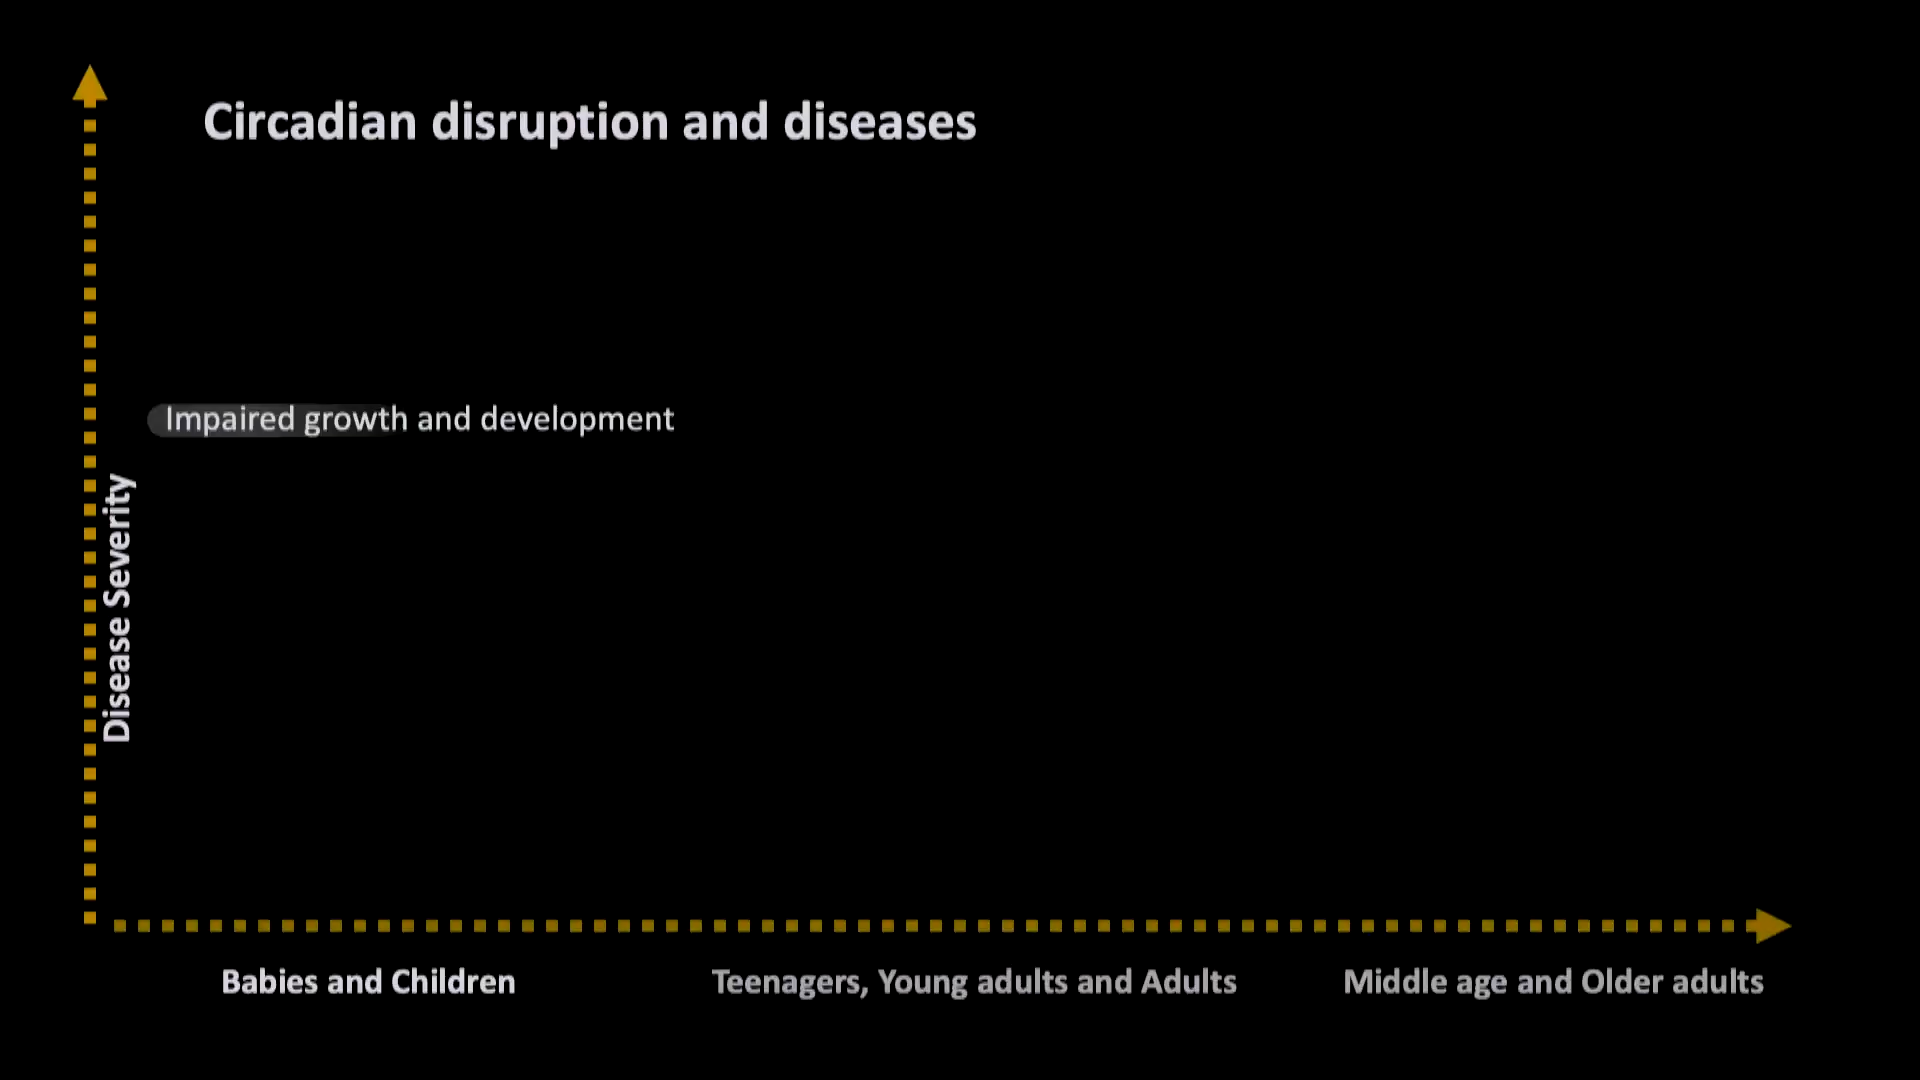 Circadian disruption and diseases
Impaired growth and development
Disease Severity
Babies and Children
Teenagers, Young adults and Adults
Middle age and Older adults